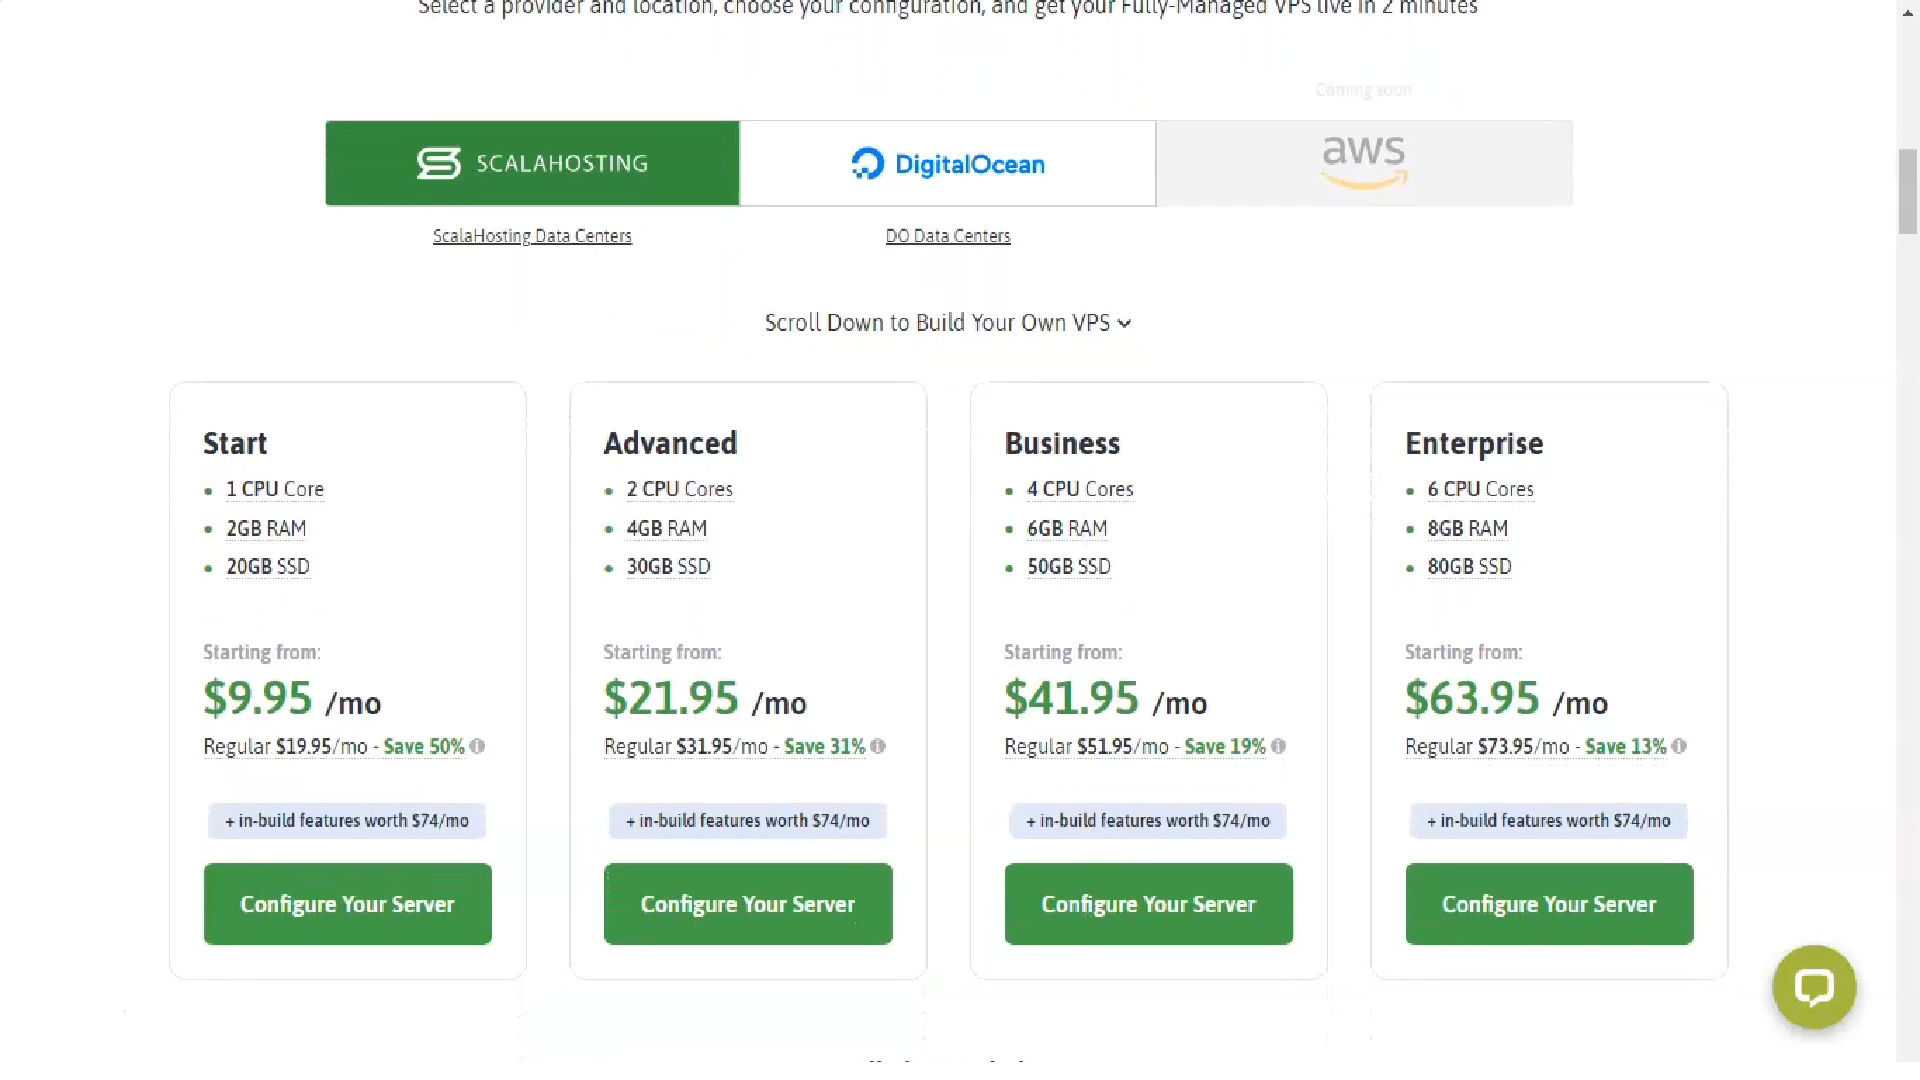 Select a provider and location, choose your configuration, and get your Fully-Managed VPS live in 2 minutes
Coming soon
SCALAHOSTING
DigitalOcean
aws
ScalaHosting Data Centers
DO Data Centers
Scroll Down to Build Your Own VPS
Start
1 CPU Core
2GB RAM
20GB SSD
Starting from:
$9.95 /mo
Regular $19.95/mo - Save 50%
+ in-build features worth $74/mo
Configure Your Server
Advanced
2 CPU Cores
4GB RAM
30GB SSD
Starting from:
$21.95 /mo
Regular $31.95/mo - Save 31%
+ in-build features worth $74/mo
Configure Your Server
Business
4 CPU Cores
6GB RAM
50GB SSD
Starting from:
$41.95 /mo
Regular $51.95/mo - Save 19%
+ in-build features worth $74/mo
Configure Your Server
Enterprise
6 CPU Cores
8GB RAM
80GB SSD
Starting from:
$63.95 /mo
Regular $73.95/mo - Save 13%
+ in-build features worth $74/mo
Configure Your Server